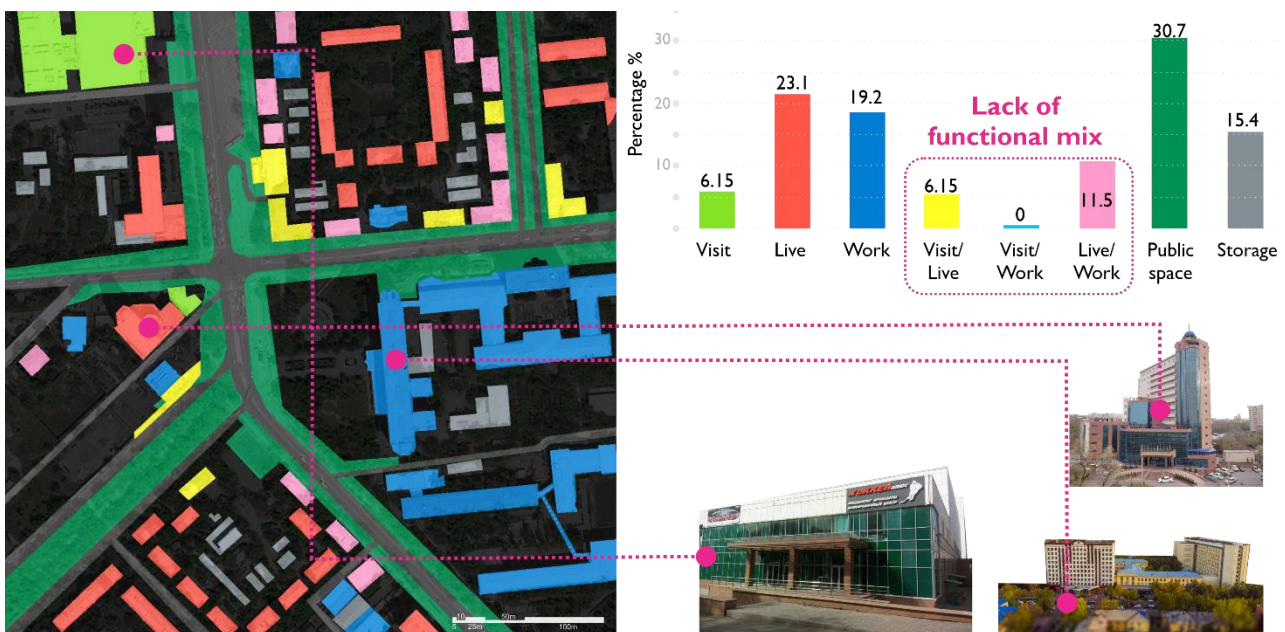 Percentage %
30
20
10
6.15
23.1
19.2
6.15
0
11.5
30.7
15.4
Lack of
functional mix
Visit
Live
Work
Visit/
Live
Visit/
Work
Live/
Work
Public
space
Storage
ХОККЕЙ
10
50m
5
25m
100m